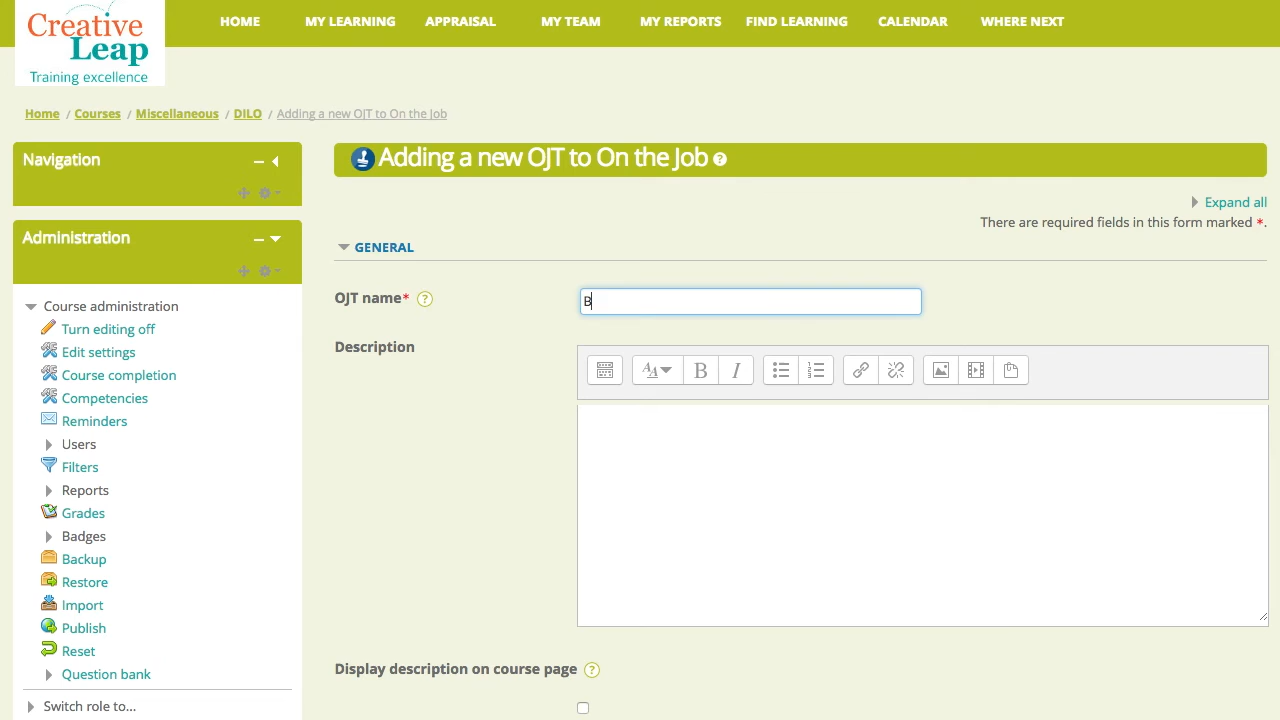 Creative
Leap
Training excellence
HOME MY LEARNING APPRAISAL MY TEAM MY REPORTS FIND LEARNING CALENDAR WHERE NEXT
Home / Courses / Miscellaneous / DILO / Adding a new OJT to On the Job
Navigation
Administration
Course administration
Turn editing off
Edit settings
Course completion
Competencies
Reminders
Users
Filters
Reports
Grades
Badges
Backup
Restore
Import
Publish
Reset
Question bank
Switch role to...
Adding a new OJT to On the Job ?
Expand all
There are required fields in this form marked *.
GENERAL
OJT name* ?
B
Description
AA B I
Display description on course page ?